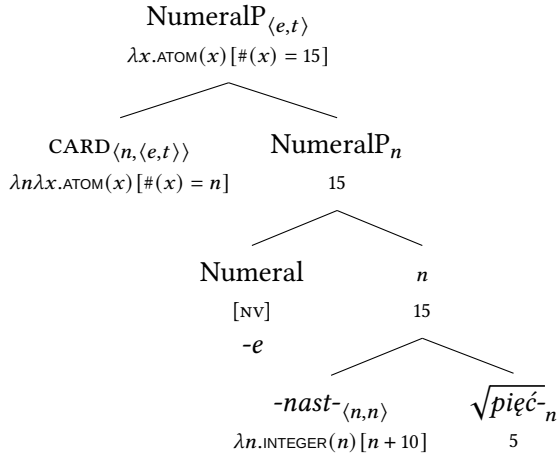 NumeralP⟨e,t⟩
λx.ATOM(x)[#(x) = 15]
CARD⟨n,⟨e,t⟩⟩ NumeralPn
λnλx.ATOM(x)[#(x) = n] 15
Numeral n
[NV] 15
-e
-nast-⟨n,n⟩ √pięć-n
λn.INTEGER(n)[n + 10] 5